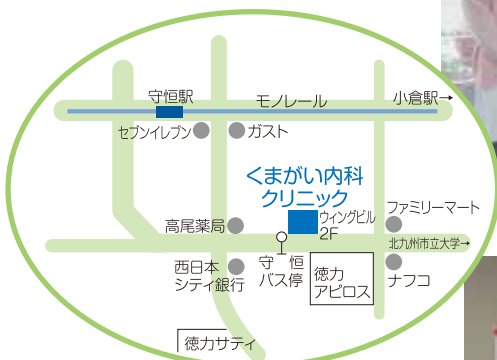 守恒駅
モノレール
小倉駅→
セブンイレブン
ガスト
くまがい内科
クリニック
ウィングビル
2F
ファミリーマート
高尾薬局
北九州市立大学→
西日本
シティ銀行
守 恒
バス停
徳力
アピロス
ナフコ
徳力サティ